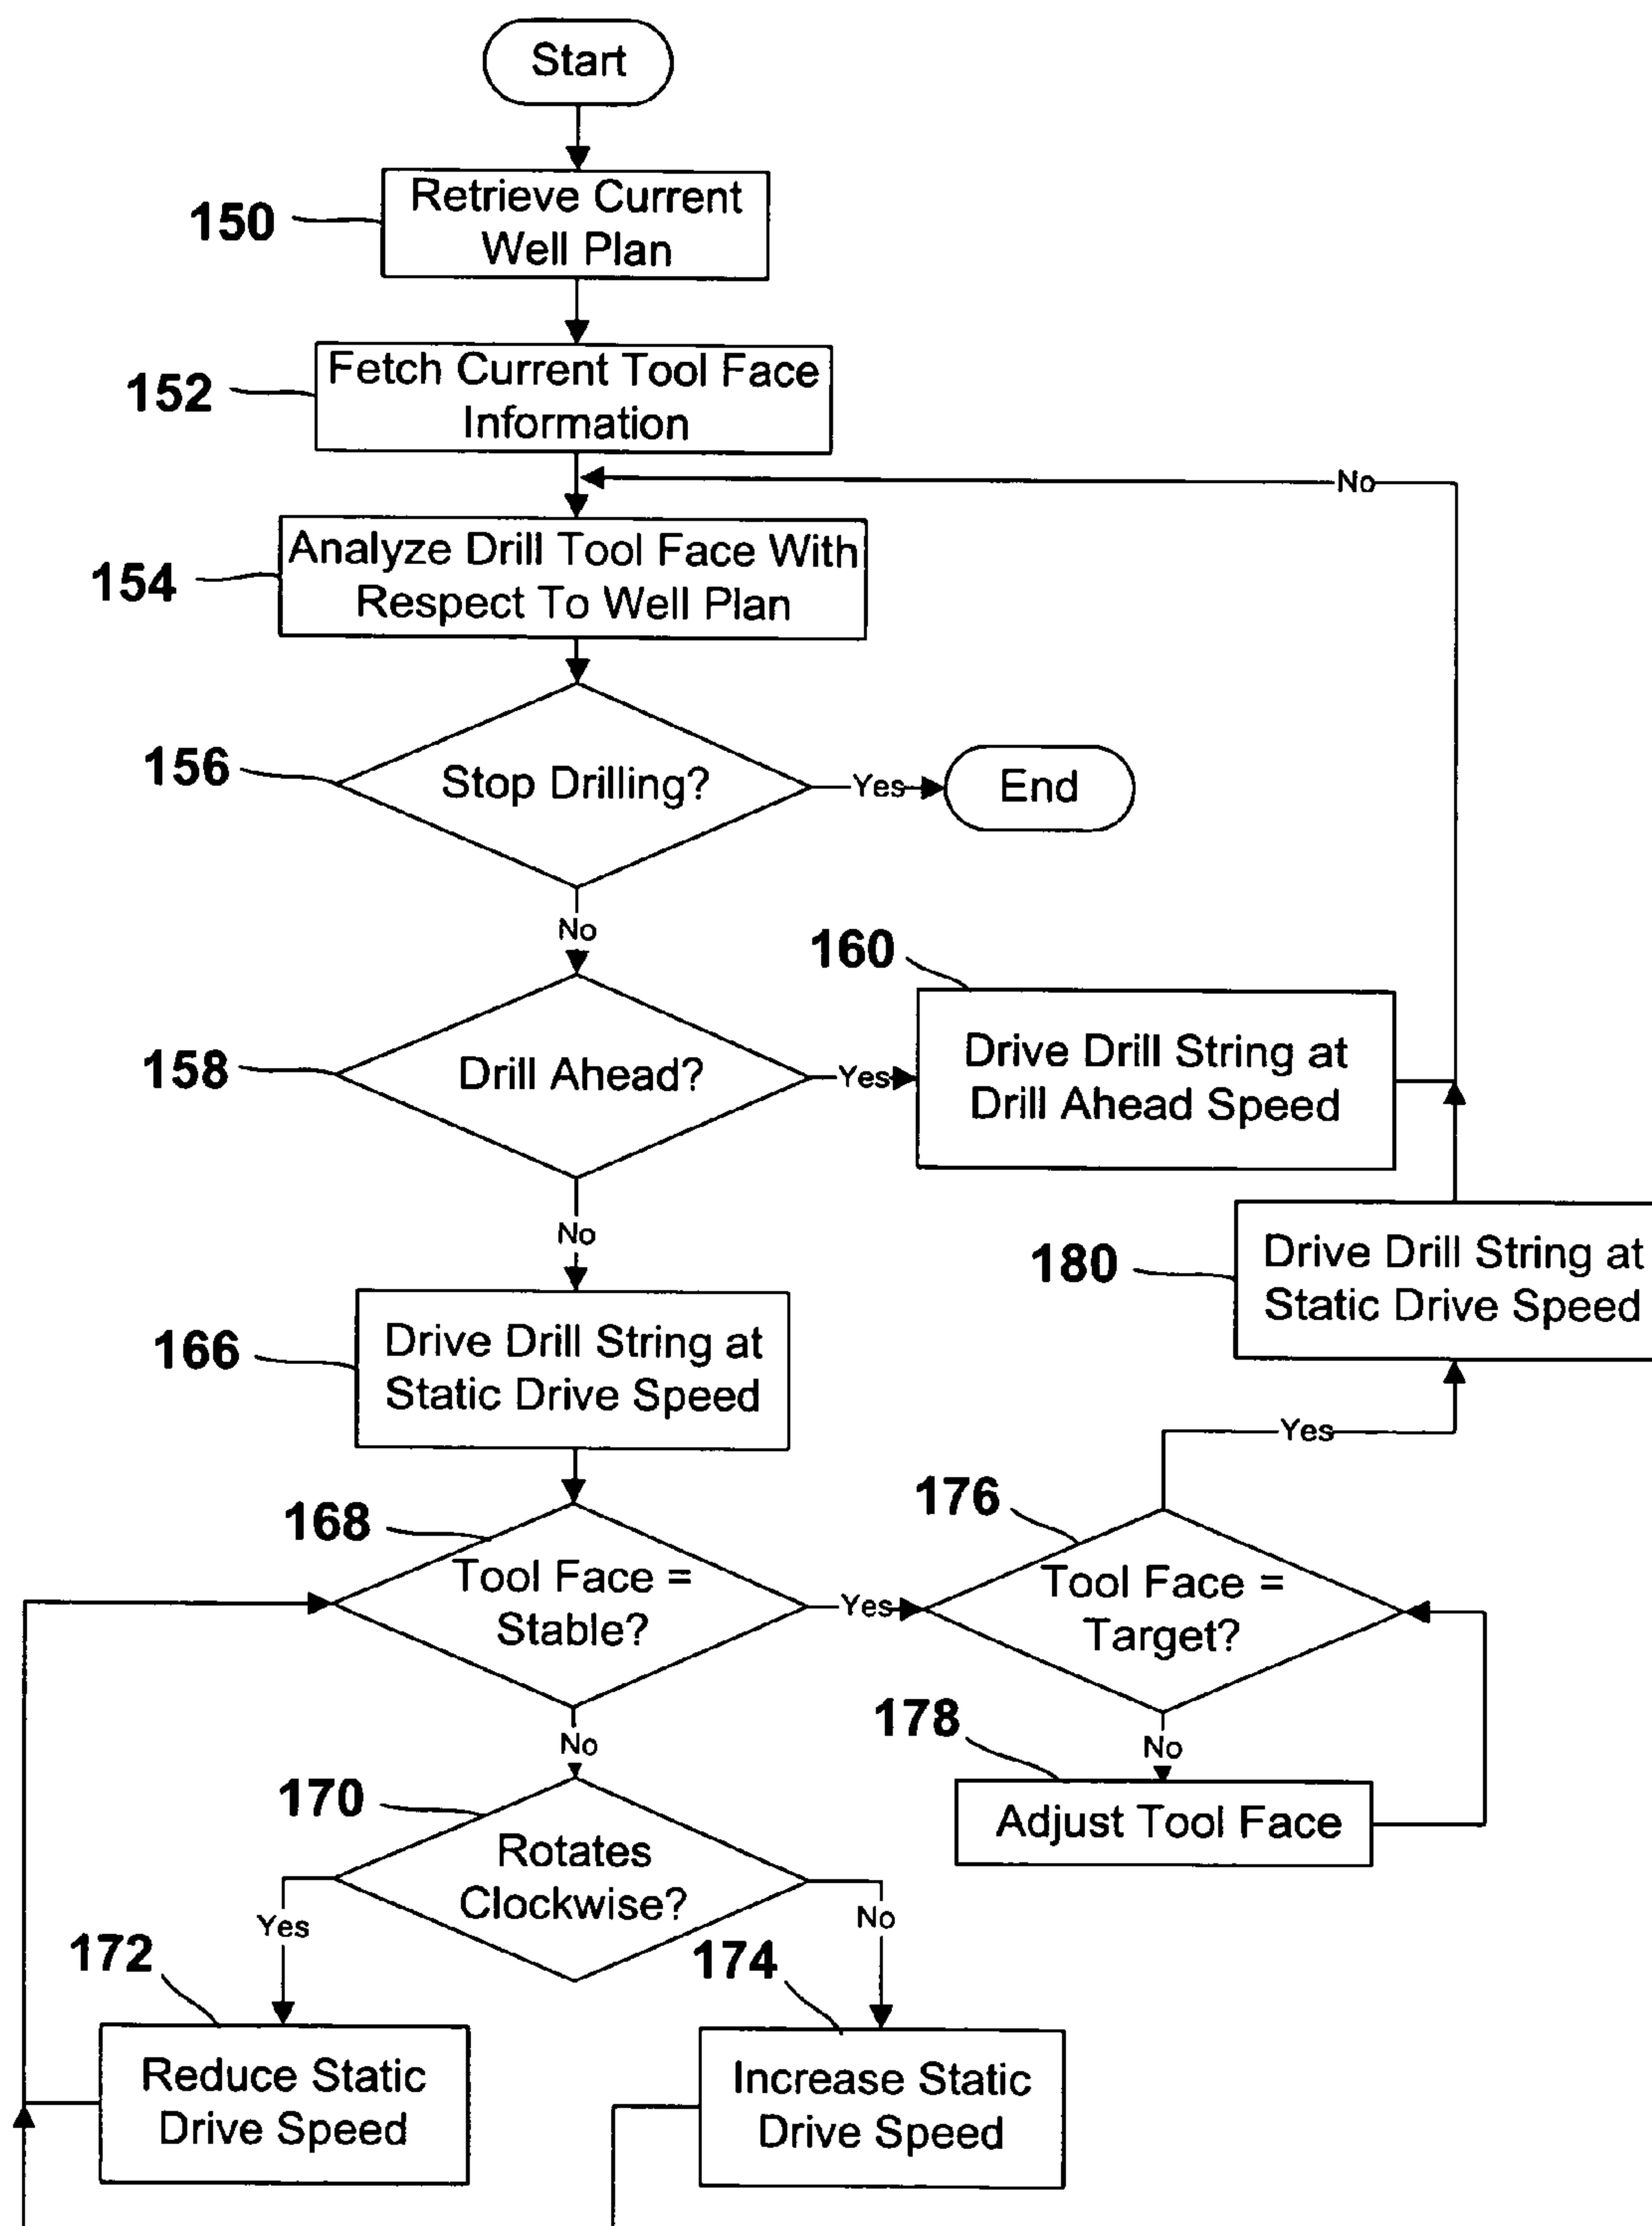 Start
150
Retrieve Current
Well Plan
152
Fetch Current Tool Face
Information
No
154
Analyze Drill Tool Face With
Respect To Well Plan
156
Stop Drilling?
Yes
End
No
158
Drill Ahead?
Yes
160
Drive Drill String at
Drill Ahead Speed
No
180
Drive Drill String at
Static Drive Speed
166
Drive Drill String at
Static Drive Speed
Yes
168
Tool Face =
Stable?
Yes
176
Tool Face =
Target?
No
No
178
Adjust Tool Face
170
Rotates
Clockwise?
Yes
No
172
Reduce Static
Drive Speed
174
Increase Static
Drive Speed